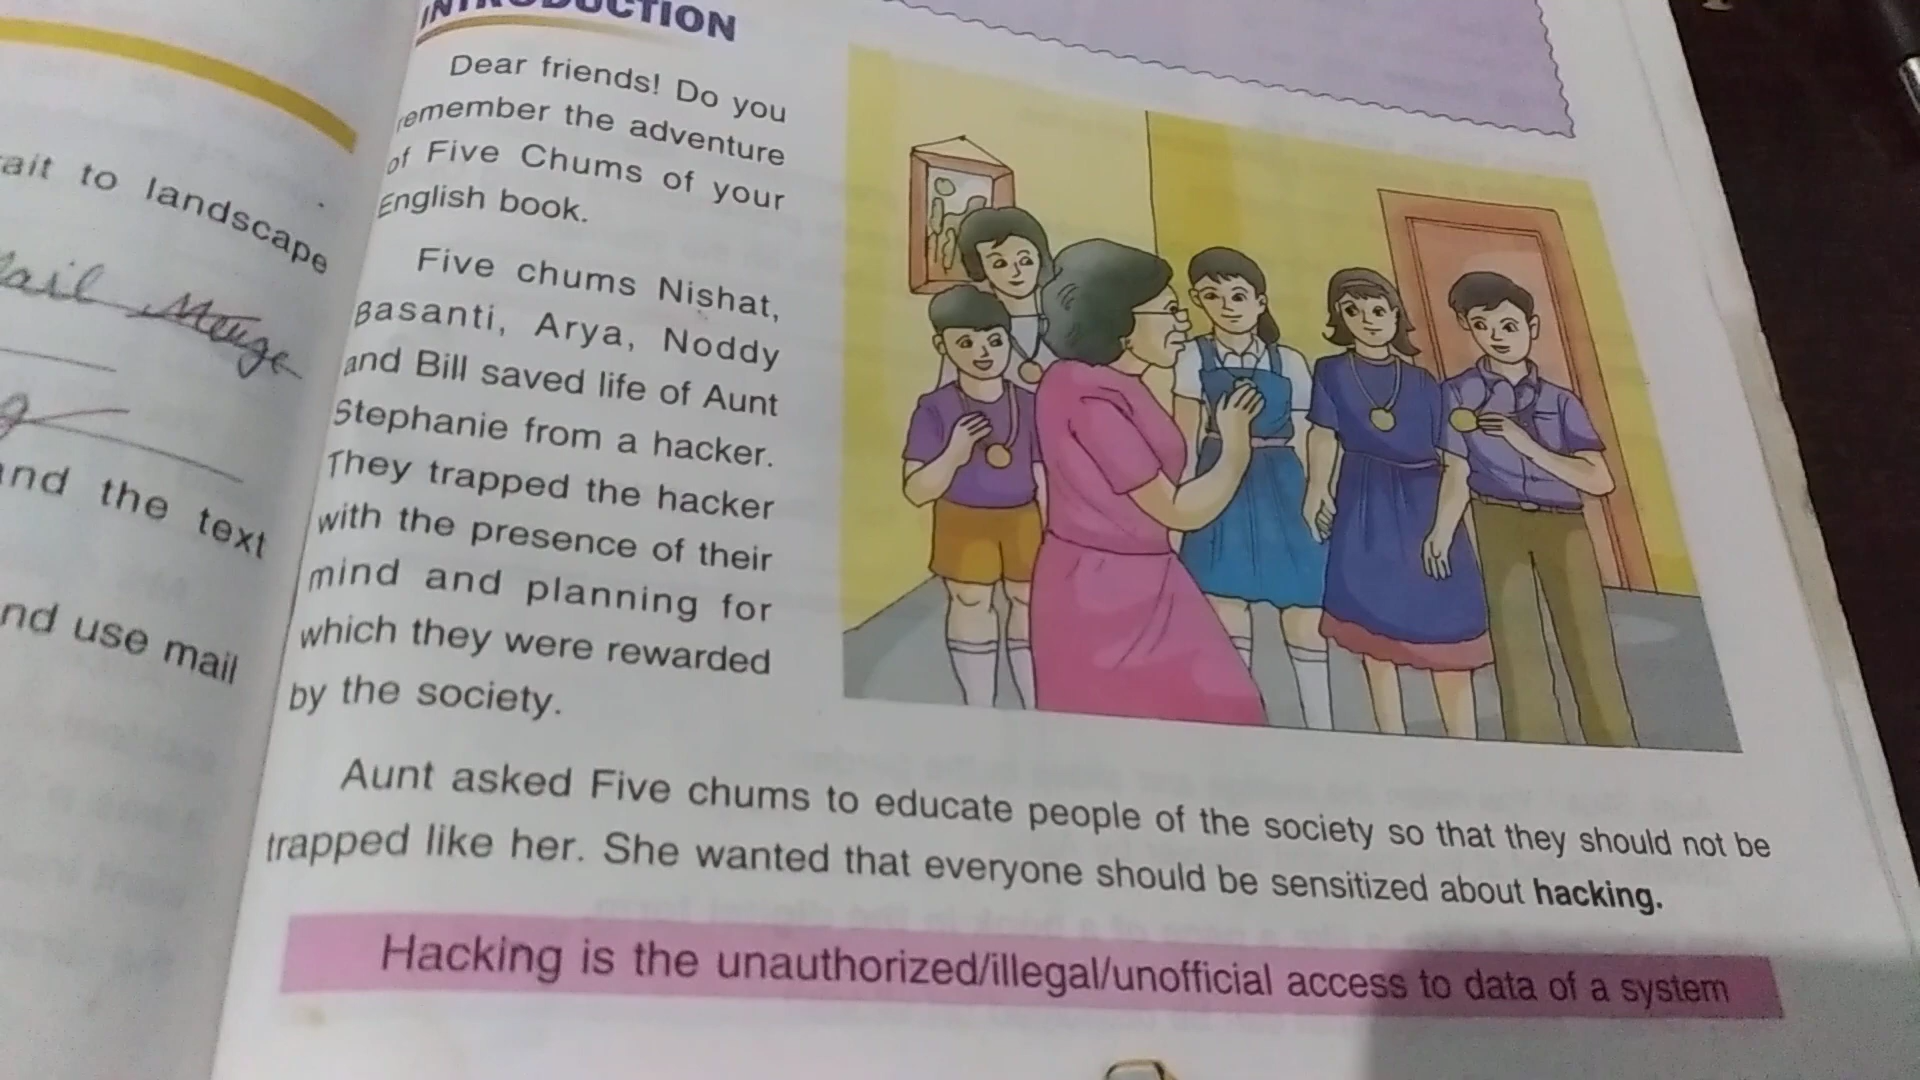 to landscape
Mail Merge
and the text
and use mail
INTRODUCTION
Dear friends! Do you
remember the adventure
of Five Chums of your
English book.
Five chums Nishat,
Basanti, Arya, Noddy
and Bill saved life of Aunt
Stephanie from a hacker.
They trapped the hacker
with the presence of their
mind and planning for
which they were rewarded
by the society.
Aunt asked Five chums to educate people of the society so that they should not be
trapped like her. She wanted that everyone should be sensitized about hacking.
Hacking is the unauthorized/illegal/unofficial access to data of a system